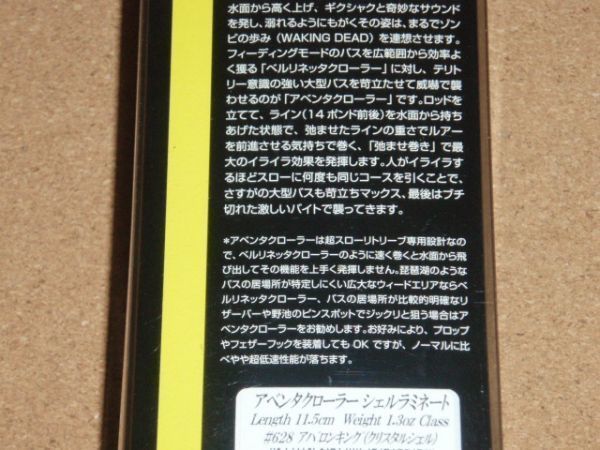 水面から高く上げ、ギクシャクと奇妙なサウンド
を発し、溺れるようにもがくその姿は、まるでゾン
ビの歩み（WAKING DEAD）を連想させます。
フィーディングモードのバスを広範囲から効率よ
く獲る「ベルリネッタクローラー」に対し、テリト
リー意識の強い大型バスを苛立たせて威嚇で襲
わせるのが「アベンタクローラー」です。ロッドを
立てて、ライン（14ポンド前後）を水面から持ち
あげた状態で、弛ませたラインの重さでルアー
を前進させる気持ちで巻く、「弛ませ巻き」で最
大のイライラ効果を発揮します。人がイライラす
るほどスローに何度も同じコースを引くことで、
さすがの大型バスも苛立ちマックス、最後はブチ
切れた激しいバイトで襲ってきます。
＊アベンタクローラーは超スローリトリーブ専用設計なの
で、ベルリネッタクローラーのように速く巻くと水面から飛
び出してその機能を上手く発揮しません。琵琶湖のような
バスの居場所が特定しにくい広大なウィードエリアならベ
ルリネッタクローラー、バスの居場所が比較的明確なリ
ザーバーや野池のピンスポットでジックリと狙う場合はア
ベンタクローラーをお勧めします。お好みにより、プロップ
やフェザーフックを装着してもOKですが、ノーマルに比
べやや超低速性能が落ちます。
アベンタクローラー シェルラミネート
Length 11.5cm Weight 1.3oz Class
#628 アバロンキング（クリスタルシェル）